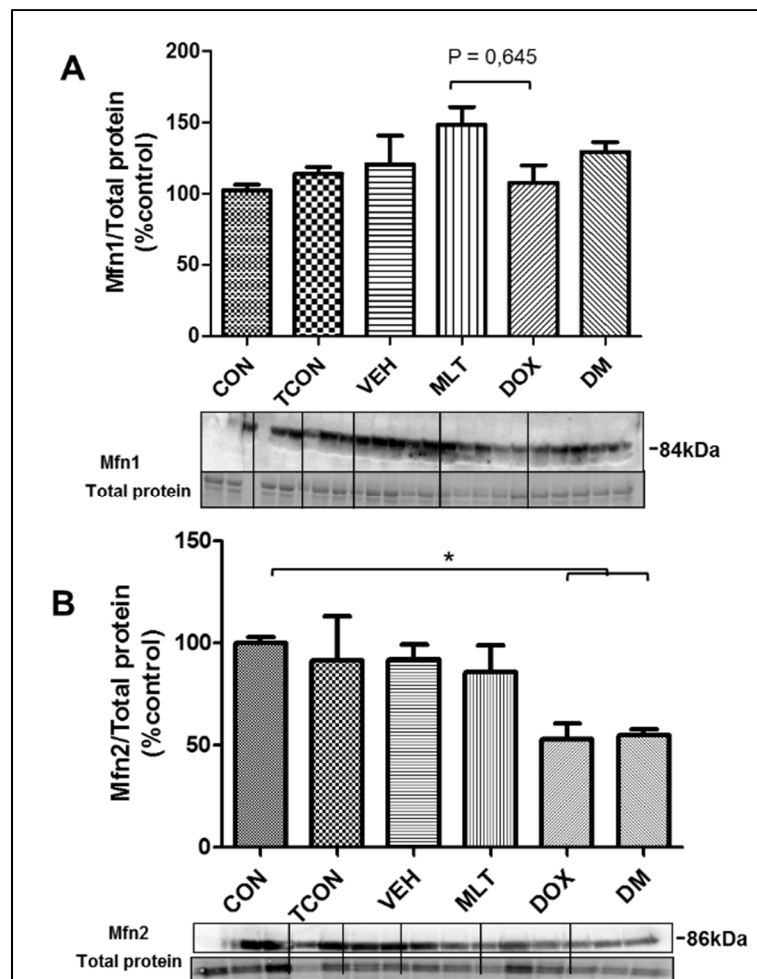 A
Mfn1/Total protein
(%control)
200
150
100
50
0
P = 0,645
CON
TCON
VEH
MLT
DOX
DM
Mfn1
Total protein
-84kDa
B
Mfn2/Total protein
(%control)
150
100
50
0
*
CON
TCON
VEH
MLT
DOX
DM
Mfn2
Total protein
-86kDa